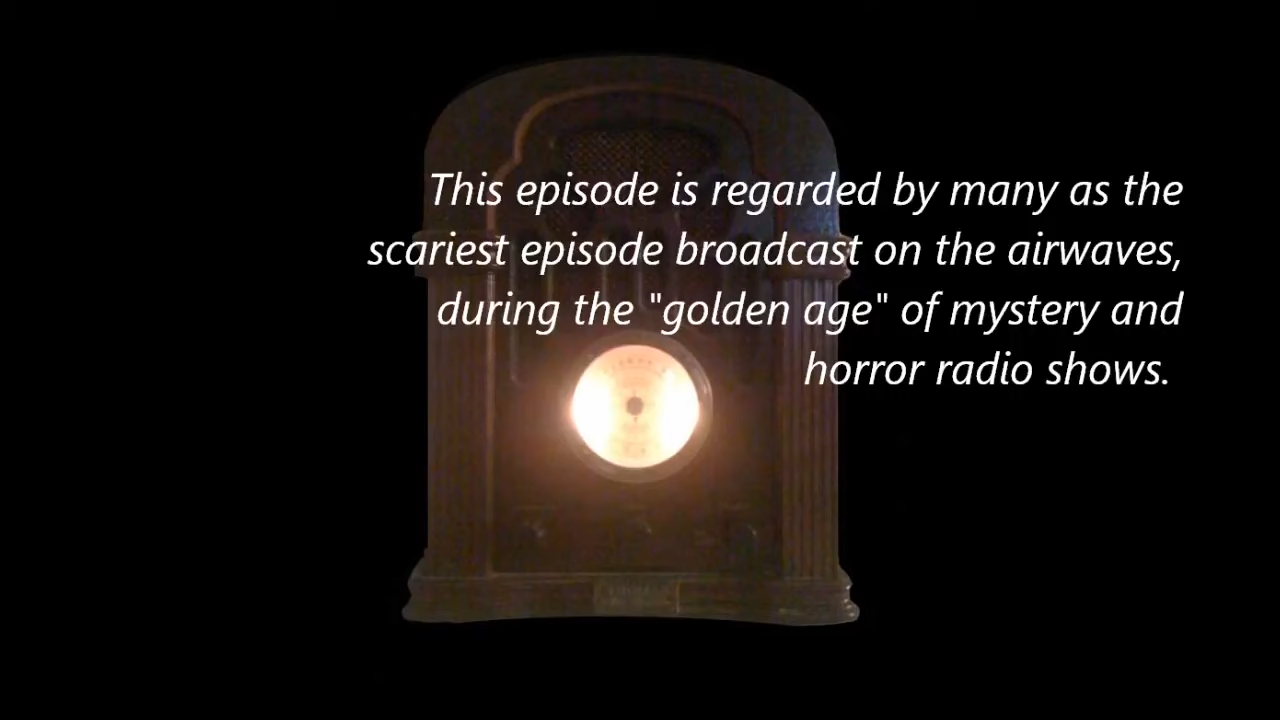 This episode is regarded by many as the
scariest episode broadcast on the airwaves,
during the "golden age" of mystery and
horror radio shows.